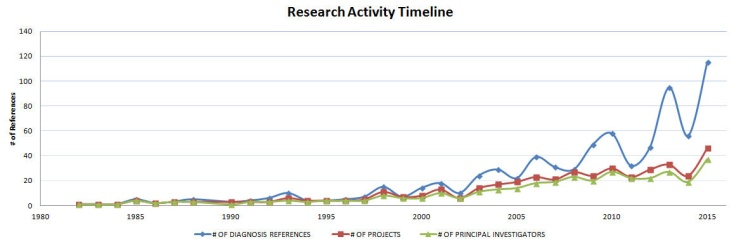 Research Activity Timeline
140
120
100
80
60
40
20
0
# of References
1980 1985 1990 1995 2000 2005 2010 2015
# OF DIAGNOSIS REFERENCES # OF PROJECTS # OF PRINCIPAL INVESTIGATORS